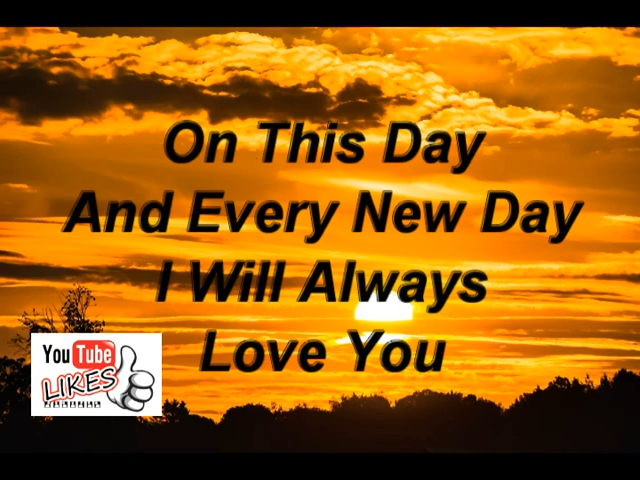 On This Day
And Every New Day
I Will Always
Love You
YouTube
LIKES